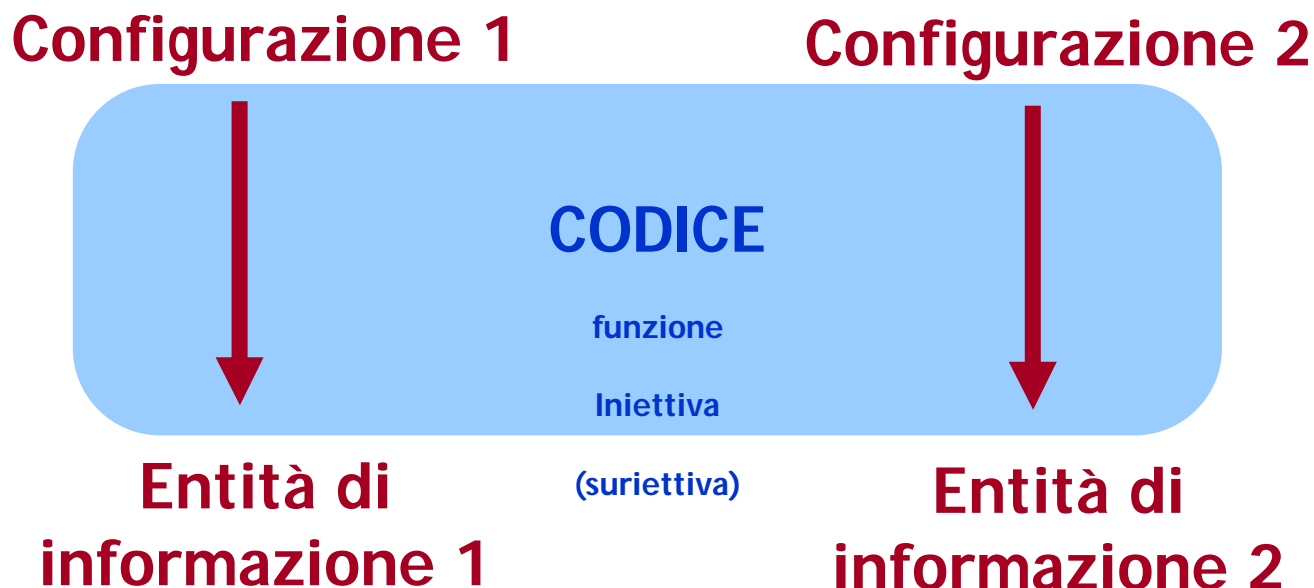 Configurazione 1
Configurazione 2
CODICE
funzione
Iniettiva
(suriettiva)
Entità di
informazione 1
Entità di
informazione 2